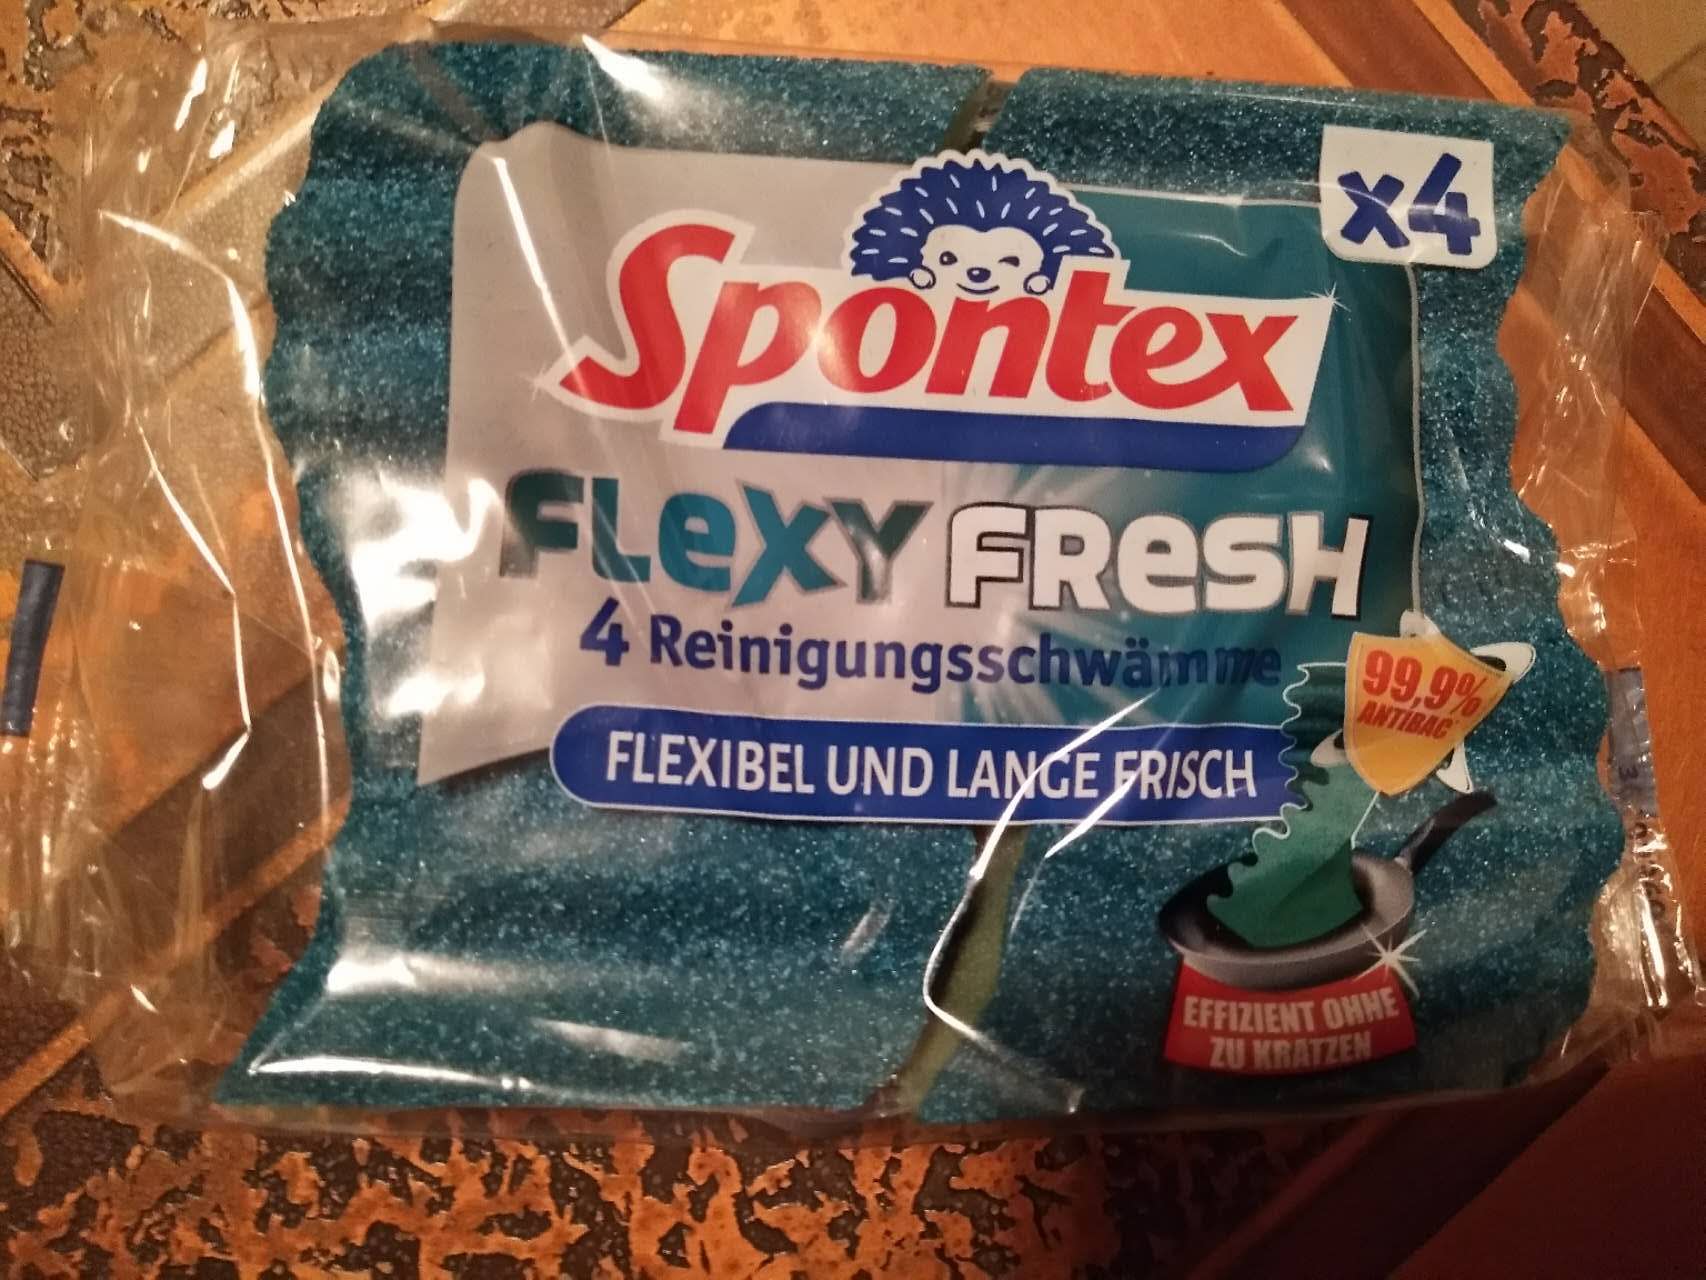 x4
Spontex
FLeXY FResH
4 Reinigungsschwämme
FLEXIBEL UND LANGE FRISCH
99,9%
ANTIBAC
EFFIZIENT OHNE
ZU KRATZEN